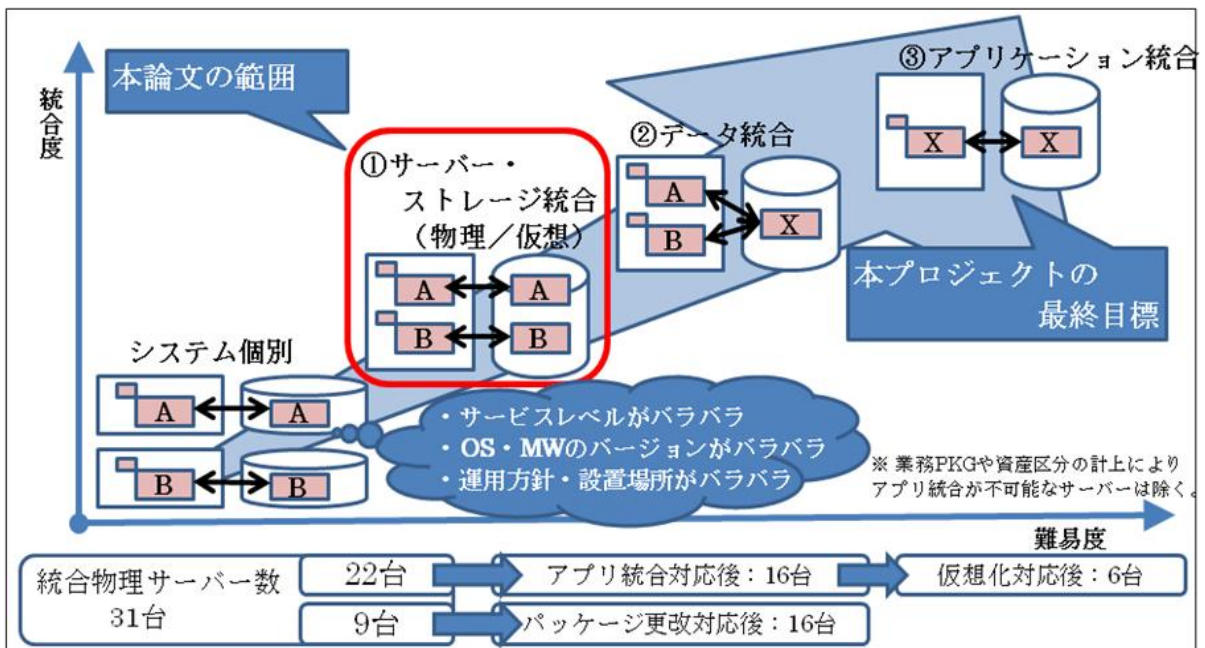 統合度
本論文の範囲
③アプリケーション統合
X
X
②データ統合
A
B
X
①サーバー・
ストレージ統合
(物理/仮想)
A
A
B
B
システム個別
A
A
B
B
本プロジェクトの
最終目標
・サービスレベルがバラバラ
・OS・MWのバージョンがバラバラ
・運用方針・設置場所がバラバラ
※ 業務PKGや資産区分の計上により
アプリ統合が不可能なサーバーは除く。
難易度
統合物理サーバー数
31台
22台
アプリ統合対応後:16台
仮想化対応後:6台
9台
パッケージ更改対応後:16台